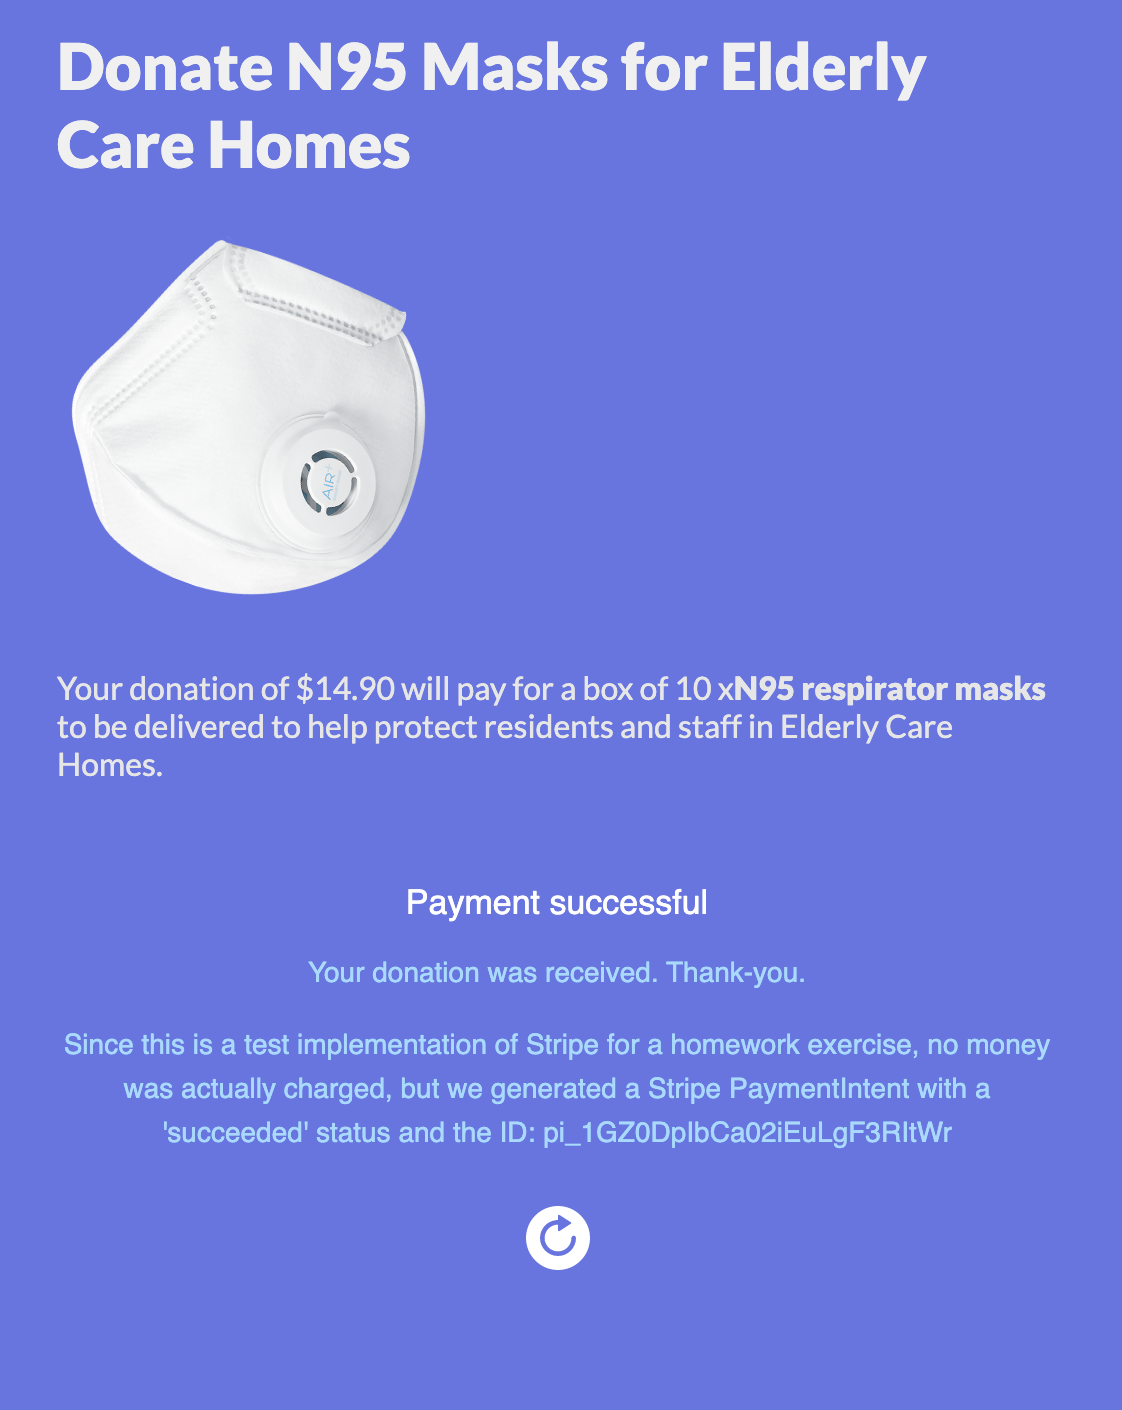 Donate N95 Masks for Elderly
Care Homes
AIR+
Your donation of $14.90 will pay for a box of 10 xN95 respirator masks
to be delivered to help protect residents and staff in Elderly Care
Homes.
Payment successful
Your donation was received. Thank-you.
Since this is a test implementation of Stripe for a homework exercise, no money
was actually charged, but we generated a Stripe PaymentIntent with a
'succeeded' status and the ID: pi_1GZ0DpIbCa02iEuLgF3RItWr